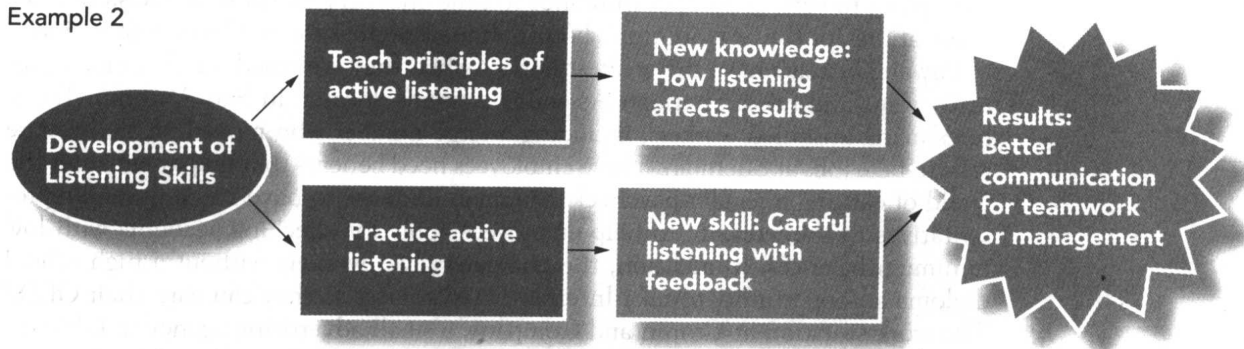 Example 2
Development of
Listening Skills
Teach principles of
active listening
New knowledge:
How listening
affects results
Practice active
listening
New skill: Careful
listening with
feedback
Results:
Better
communication
for teamwork
or management